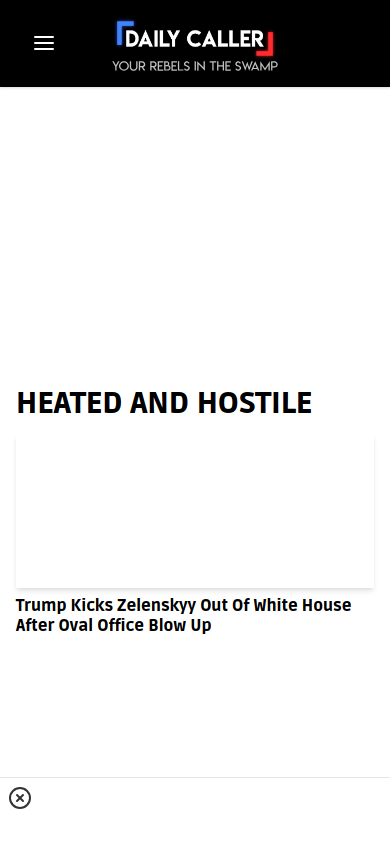 DAILY CALLER
YOUR REBELS IN THE SWAMP
HEATED AND HOSTILE
Trump Kicks Zelenskyy Out Of White House
After Oval Office Blow Up